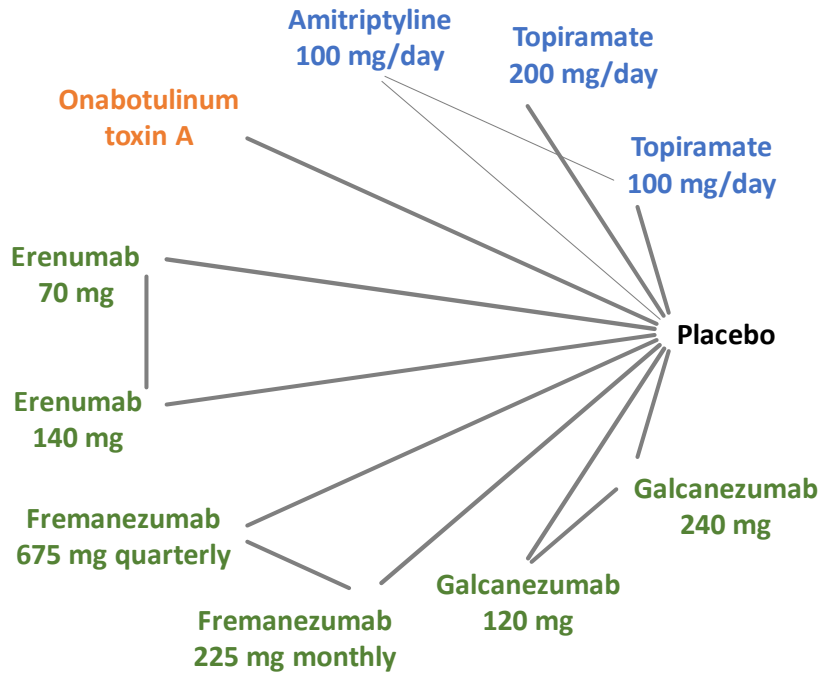 Amitriptyline
100 mg/day
Topiramate
200 mg/day
Onabotulinum
toxin A
Topiramate
100 mg/day
Erenumab
70 mg
Placebo
Erenumab
140 mg
Galcanezumab
240 mg
Fremanezumab
675 mg quarterly
Galcanezumab
120 mg
Fremanezumab
225 mg monthly